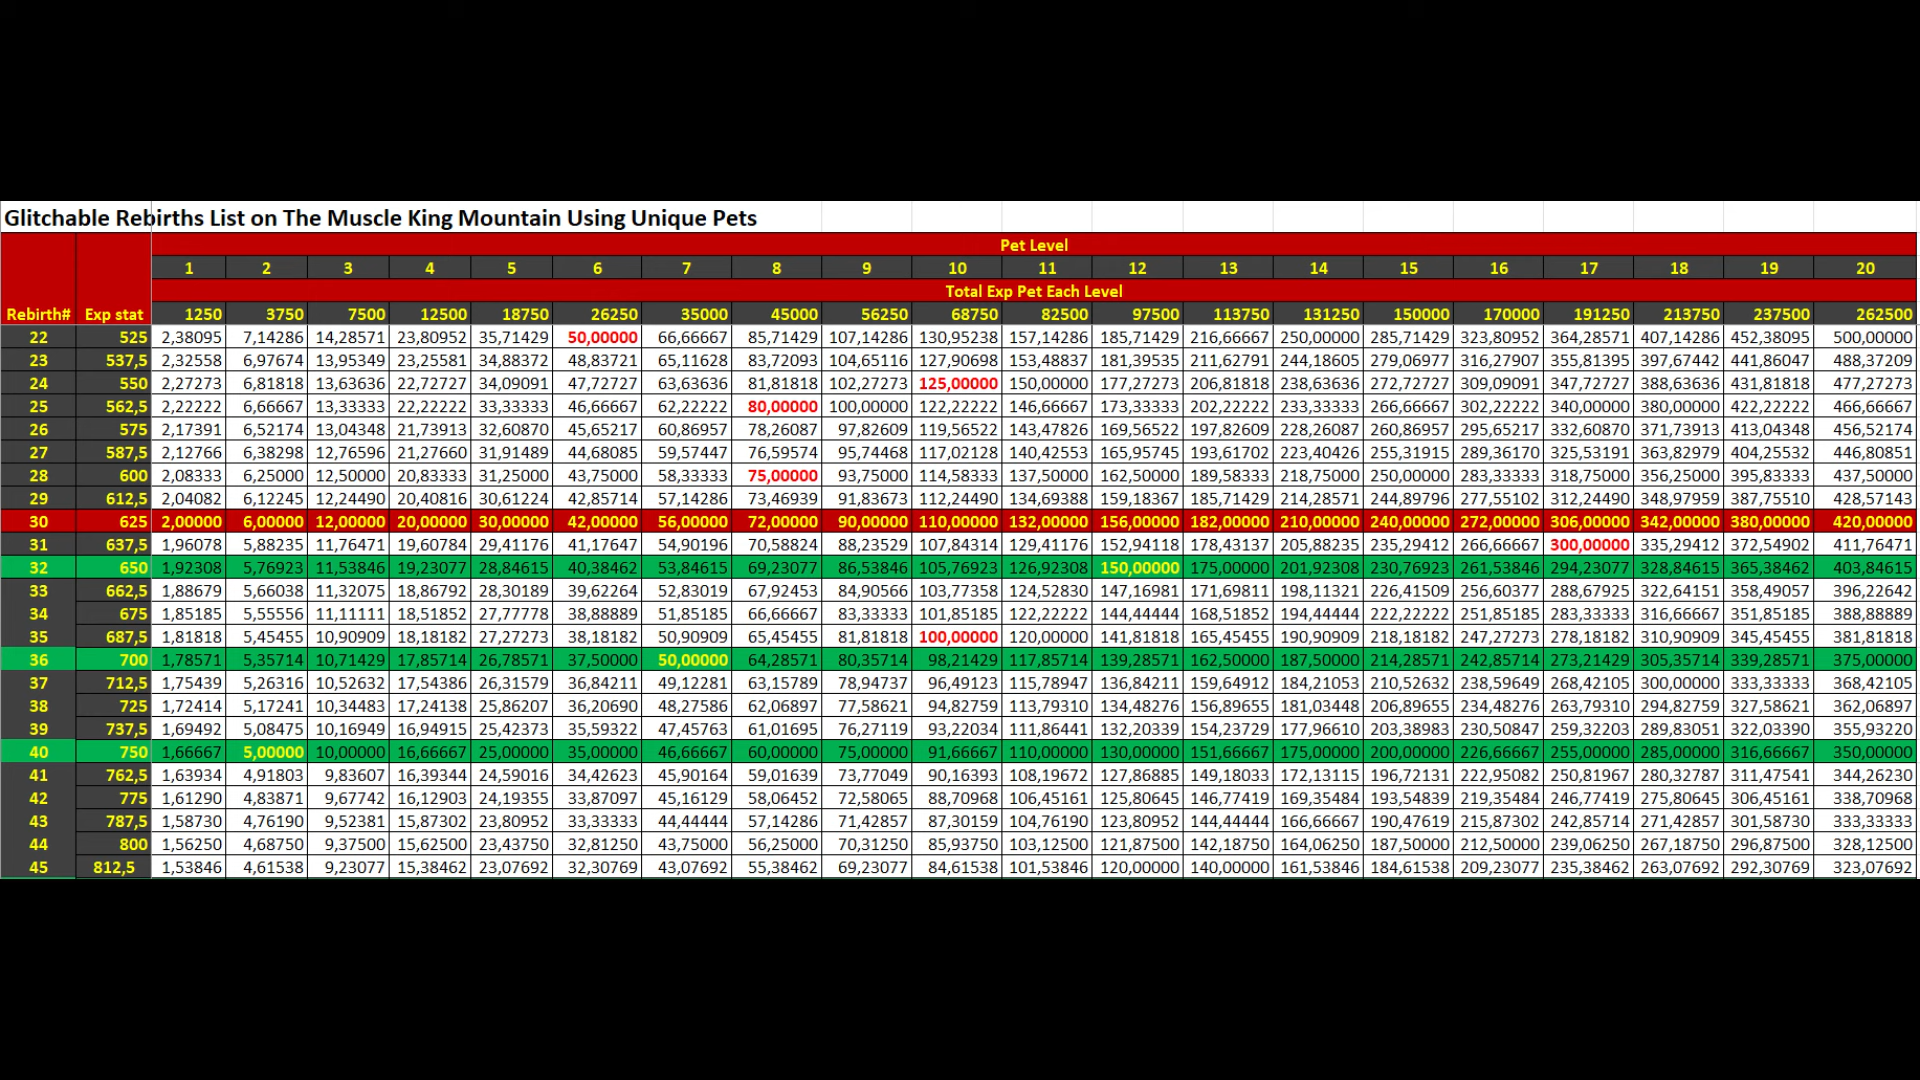 Glitchable Rebirths List on The Muscle King Mountain Using Unique Pets
Pet Level
1 2 3 4 5 6 7 8 9 10 11 12 13 14 15 16 17 18 19 20
Total Exp Pet Each Level
Rebirth# Exp stat 1250 3750 7500 12500 18750 26250 35000 45000 56250 68750 82500 97500 113750 131250 150000 170000 191250 213750 237500 262500
22 525 2,38095 7,14286 14,28571 23,80952 35,71429 50,00000 66,66667 85,71429 107,14286 130,95238 157,14286 185,71429 216,66667 250,00000 285,71429 323,80952 364,28571 407,14286 452,38095 500,00000
23 537,5 2,32558 6,97674 13,95349 23,25581 34,88372 48,83721 65,11628 83,72093 104,65116 127,90698 153,48837 181,39535 211,62791 244,18605 279,06977 316,27907 355,81395 397,67442 441,86047 488,37209
24 550 2,27273 6,81818 13,63636 22,72727 34,09091 47,72727 63,63636 81,81818 102,27273 125,00000 150,00000 177,27273 206,81818 238,63636 272,72727 309,09091 347,72727 388,63636 431,81818 477,27273
25 562,5 2,22222 6,66667 13,33333 22,22222 33,33333 46,66667 62,22222 80,00000 100,00000 122,22222 146,66667 173,33333 202,22222 233,33333 266,66667 302,22222 340,00000 380,00000 422,22222 466,66667
26 575 2,17391 6,52174 13,04348 21,73913 32,60870 45,65217 60,86957 78,26087 97,82609 119,56522 143,47826 169,56522 197,82609 228,26087 260,86957 295,65217 332,60870 371,73913 413,04348 456,52174
27 587,5 2,12766 6,38298 12,76596 21,27660 31,91489 44,68085 59,57447 76,59574 95,74468 117,02128 140,42553 165,95745 193,61702 223,40426 255,31915 289,36170 325,53191 363,82979 404,25532 446,80851
28 600 2,08333 6,25000 12,50000 20,83333 31,25000 43,75000 58,33333 75,00000 93,75000 114,58333 137,50000 162,50000 189,58333 218,75000 250,00000 283,33333 318,75000 356,25000 395,83333 437,50000
29 612,5 2,04082 6,12245 12,24490 20,40816 30,61224 42,85714 57,14286 73,46939 91,83673 112,24490 134,69388 159,18367 185,71429 214,28571 244,89796 277,55102 312,24490 348,97959 387,75510 428,57143
30 625 2,00000 6,00000 12,00000 20,00000 30,00000 42,00000 56,00000 72,00000 90,00000 110,00000 132,00000 156,00000 182,00000 210,00000 240,00000 272,00000 306,00000 342,00000 380,00000 420,00000
31 637,5 1,96078 5,88235 11,76471 19,60784 29,41176 41,17647 54,90196 70,58824 88,23529 107,84314 129,41176 152,94118 178,43137 205,88235 235,29412 266,66667 300,00000 335,29412 372,54902 411,76471
32 650 1,92308 5,76923 11,53846 19,23077 28,84615 40,38462 53,84615 69,23077 86,53846 105,76923 126,92308 150,00000 175,00000 201,92308 230,76923 261,53846 294,23077 328,84615 365,38462 403,84615
33 662,5 1,88679 5,66038 11,32075 18,86792 28,30189 39,62264 52,83019 67,92453 84,90566 103,77358 124,52830 147,16981 171,69811 198,11321 226,41509 256,60377 288,67925 322,64151 358,49057 396,22642
34 675 1,85185 5,55556 11,11111 18,51852 27,77778 38,88889 51,85185 66,66667 83,33333 101,85185 122,22222 144,44444 168,51852 194,44444 222,22222 251,85185 283,33333 316,66667 351,85185 388,88889
35 687,5 1,81818 5,45455 10,90909 18,18182 27,27273 38,18182 50,90909 65,45455 81,81818 100,00000 120,00000 141,81818 165,45455 190,90909 218,18182 247,27273 278,18182 310,90909 345,45455 381,81818
36 700 1,78571 5,35714 10,71429 17,85714 26,78571 37,50000 50,00000 64,28571 80,35714 98,21429 117,85714 139,28571 162,50000 187,50000 214,28571 242,85714 273,21429 305,35714 339,28571 375,00000
37 712,5 1,75439 5,26316 10,52632 17,54386 26,31579 36,84211 49,12281 63,15789 78,94737 96,49123 115,78947 136,84211 159,64912 184,21053 210,52632 238,59649 268,42105 300,00000 333,33333 368,42105
38 725 1,72414 5,17241 10,34483 17,24138 25,86207 36,20690 48,27586 62,06897 77,58621 94,82759 113,79310 134,48276 156,89655 181,03448 206,89655 234,48276 263,79310 294,82759 327,58621 362,06897
39 737,5 1,69492 5,08475 10,16949 16,94915 25,42373 35,59322 47,45763 61,01695 76,27119 93,22034 111,86441 132,20339 154,23729 177,96610 203,38983 230,50847 259,32203 289,83051 322,03390 355,93220
40 750 1,66667 5,00000 10,00000 16,66667 25,00000 35,00000 46,66667 60,00000 75,00000 91,66667 110,00000 130,00000 151,66667 175,00000 200,00000 226,66667 255,00000 285,00000 316,66667 350,00000
41 762,5 1,63934 4,91803 9,83607 16,39344 24,59016 34,42623 45,90164 59,01639 73,77049 90,16393 108,19672 127,86885 149,18033 172,13115 196,72131 222,95082 250,81967 280,32787 311,47541 344,26230
42 775 1,61290 4,83871 9,67742 16,12903 24,19355 33,87097 45,16129 58,06452 72,58065 88,70968 106,45161 125,80645 146,77419 169,35484 193,54839 219,35484 246,77419 275,80645 306,45161 338,70968
43 787,5 1,58730 4,76190 9,52381 15,87302 23,80952 33,33333 44,44444 57,14286 71,42857 87,30159 104,76190 123,80952 144,44444 166,66667 190,47619 215,87302 242,85714 271,42857 301,58730 333,33333
44 800 1,56250 4,68750 9,37500 15,62500 23,43750 32,81250 43,75000 56,25000 70,31250 85,93750 103,12500 121,87500 142,18750 164,06250 187,50000 212,50000 239,06250 267,18750 296,87500 328,12500
45 812,5 1,53846 4,61538 9,23077 15,38462 23,07692 32,30769 43,07692 55,38462 69,23077 84,61538 101,53846 120,00000 140,00000 161,53846 184,61538 209,23077 235,38462 263,07692 292,30769 323,07692